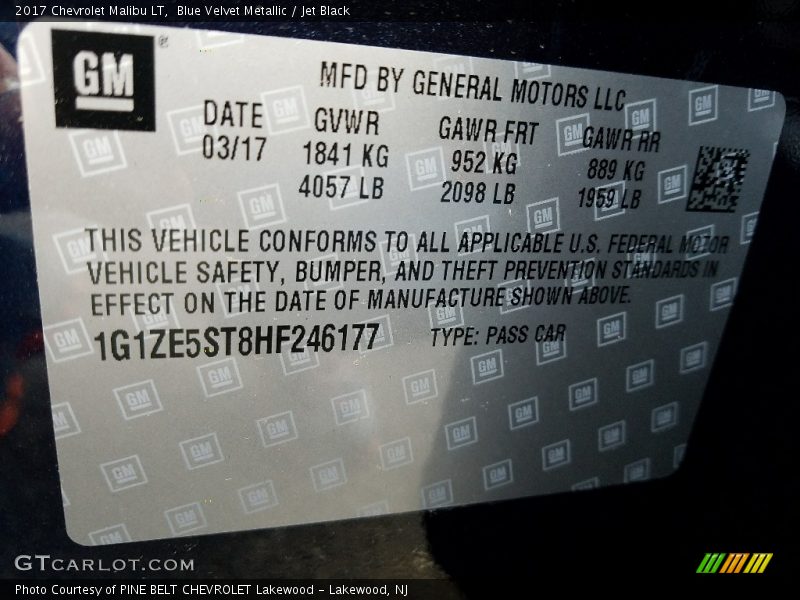 2017 Chevrolet Malibu LT, Blue Velvet Metallic / Jet Black
GM ®
MFD BY GENERAL MOTORS LLC
DATE GVWR GAWR FRT GAWR RR
03/17 1841 KG 952 KG 889 KG
4057 LB 2098 LB 1959 LB
THIS VEHICLE CONFORMS TO ALL APPLICABLE U.S. FEDERAL MOTOR
VEHICLE SAFETY, BUMPER, AND THEFT PREVENTION STANDARDS IN
EFFECT ON THE DATE OF MANUFACTURE SHOWN ABOVE.
1G1ZE5ST8HF246177 TYPE: PASS CAR
GTCARLOT.COM
Photo Courtesy of PINE BELT CHEVROLET Lakewood - Lakewood, NJ